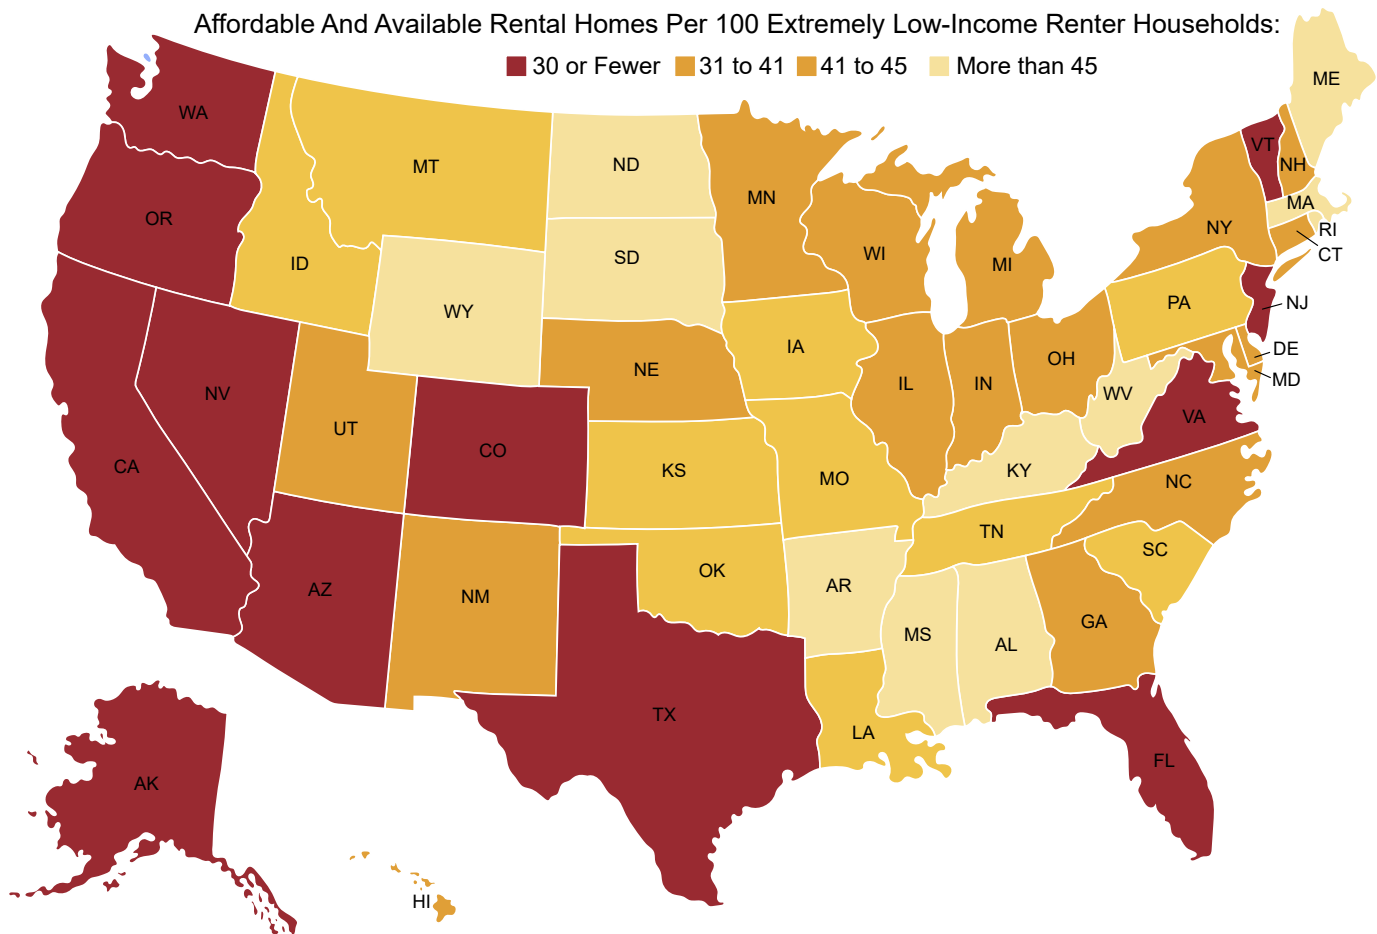 Affordable And Available Rental Homes Per 100 Extremely Low-Income Renter Households:
30 or Fewer 31 to 41 41 to 45 More than 45
ME
WA
VT
NH
MT
ND
MN
MA
OR
NY
RI
WI
CT
ID
SD
MI
PA
NJ
WY
IA
DE
OH
NE
MD
IL
IN
NV
WV
VA
UT
CO
CA
KS
KY
MO
NC
TN
SC
OK
AZ
AR
NM
GA
MS
AL
TX
LA
FL
AK
HI